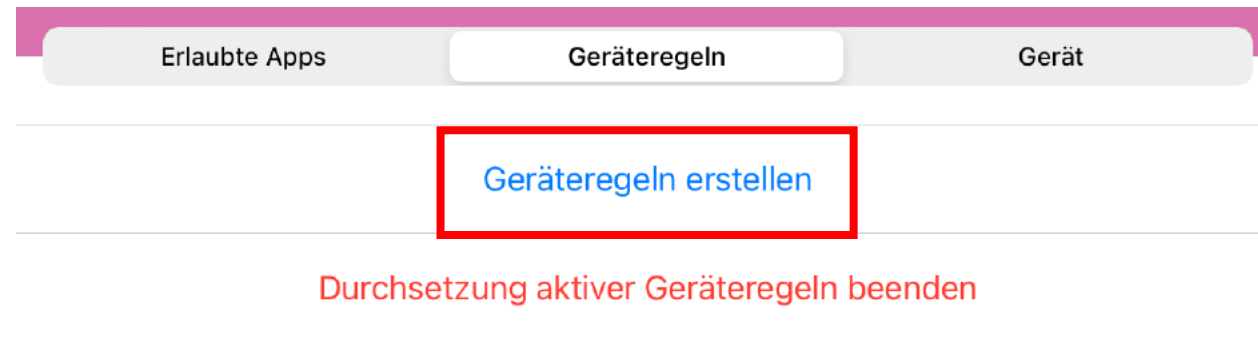 Erlaubte Apps Geräteregeln Gerät
Geräteregeln erstellen
Durchsetzung aktiver Geräteregeln beenden